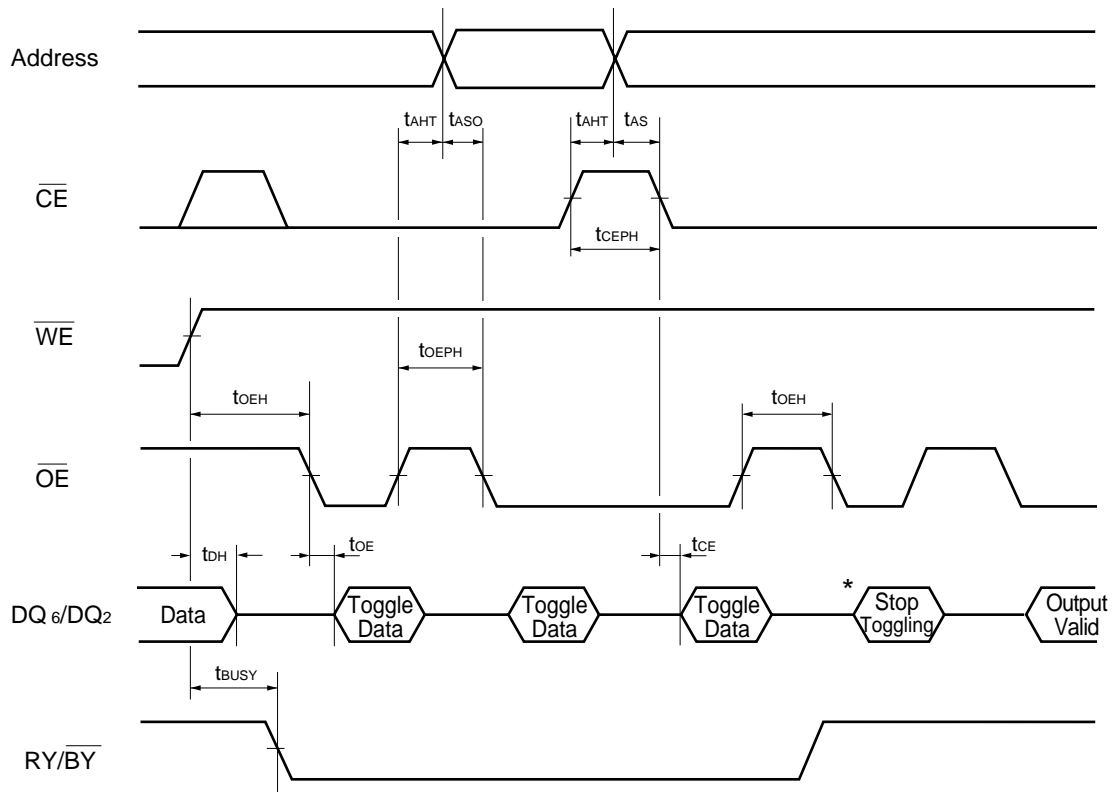 Address
tAHT tASO tAHT tAS
CE
tCEPH
WE
tOEPH
tOEH tOEH
OE
tDH tOE tCE
DQ6/DQ2 Data Toggle Data Toggle Data Toggle Data * Stop Toggling Output Valid
tBUSY
RY/BY